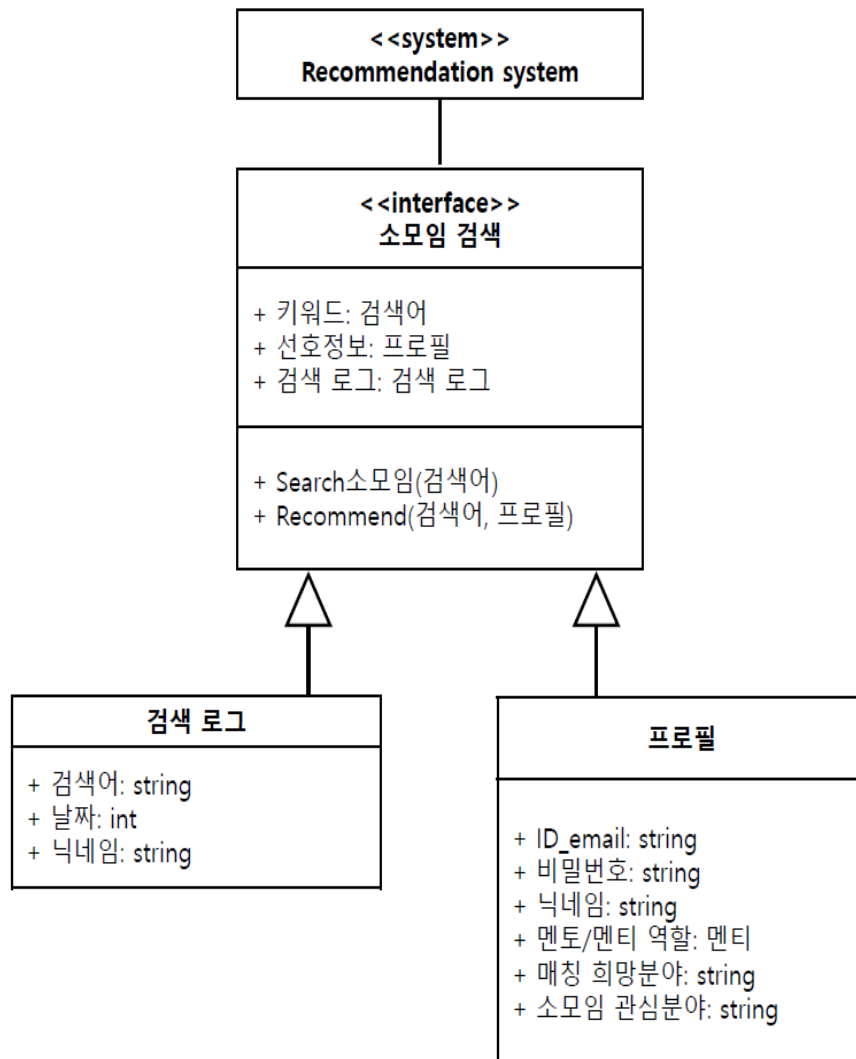 <<system>>
Recommendation system
<<interface>>
소모임 검색
+ 키워드: 검색어
+ 선호정보: 프로필
+ 검색 로그: 검색 로그
+ Search소모임(검색어)
+ Recommend(검색어, 프로필)
검색 로그
+ 검색어: string
+ 날짜: int
+ 닉네임: string
프로필
+ ID_email: string
+ 비밀번호: string
+ 닉네임: string
+ 멘토/멘티 역할: 멘티
+ 매칭 희망분야: string
+ 소모임 관심분야: string